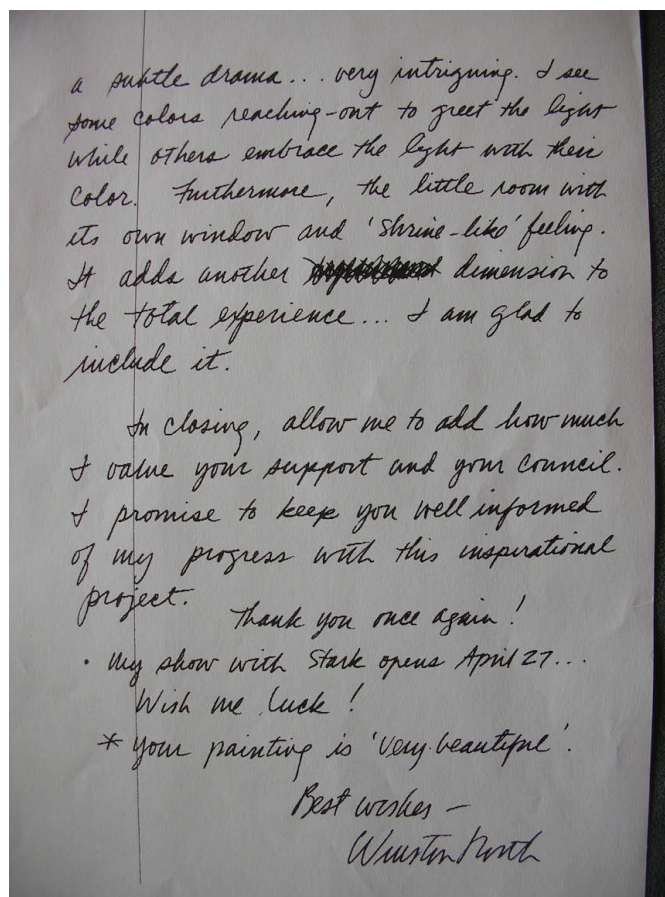 a subtle drama... very intriguing. I see
some colors reaching-out to greet the light
while others embrace the light with their
color. Furthermore, the little room with
its own window and 'shrine-like' feeling.
It adds another dimension to
the total experience... I am glad to
include it.
In closing, allow me to add how much
I value your support and your council.
I promise to keep you well informed
of my progress with this inspirational
project.
Thank you once again!
• My show with Stark opens April 27...
Wish me luck!
* your painting is 'very beautiful'.
Best wishes –
Winston North